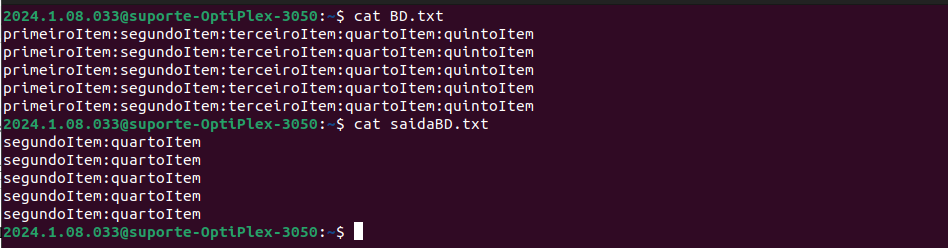 2024.1.08.033@suporte-OptiPlex-3050:~$ cat BD.txt
primeiroItem:segundoItem:terceiroItem:quartoItem:quintoItem
primeiroItem:segundoItem:terceiroItem:quartoItem:quintoItem
primeiroItem:segundoItem:terceiroItem:quartoItem:quintoItem
primeiroItem:segundoItem:terceiroItem:quartoItem:quintoItem
primeiroItem:segundoItem:terceiroItem:quartoItem:quintoItem
2024.1.08.033@suporte-OptiPlex-3050:~$ cat saidaBD.txt
segundoItem:quartoItem
segundoItem:quartoItem
segundoItem:quartoItem
segundoItem:quartoItem
segundoItem:quartoItem
2024.1.08.033@suporte-OptiPlex-3050:~$